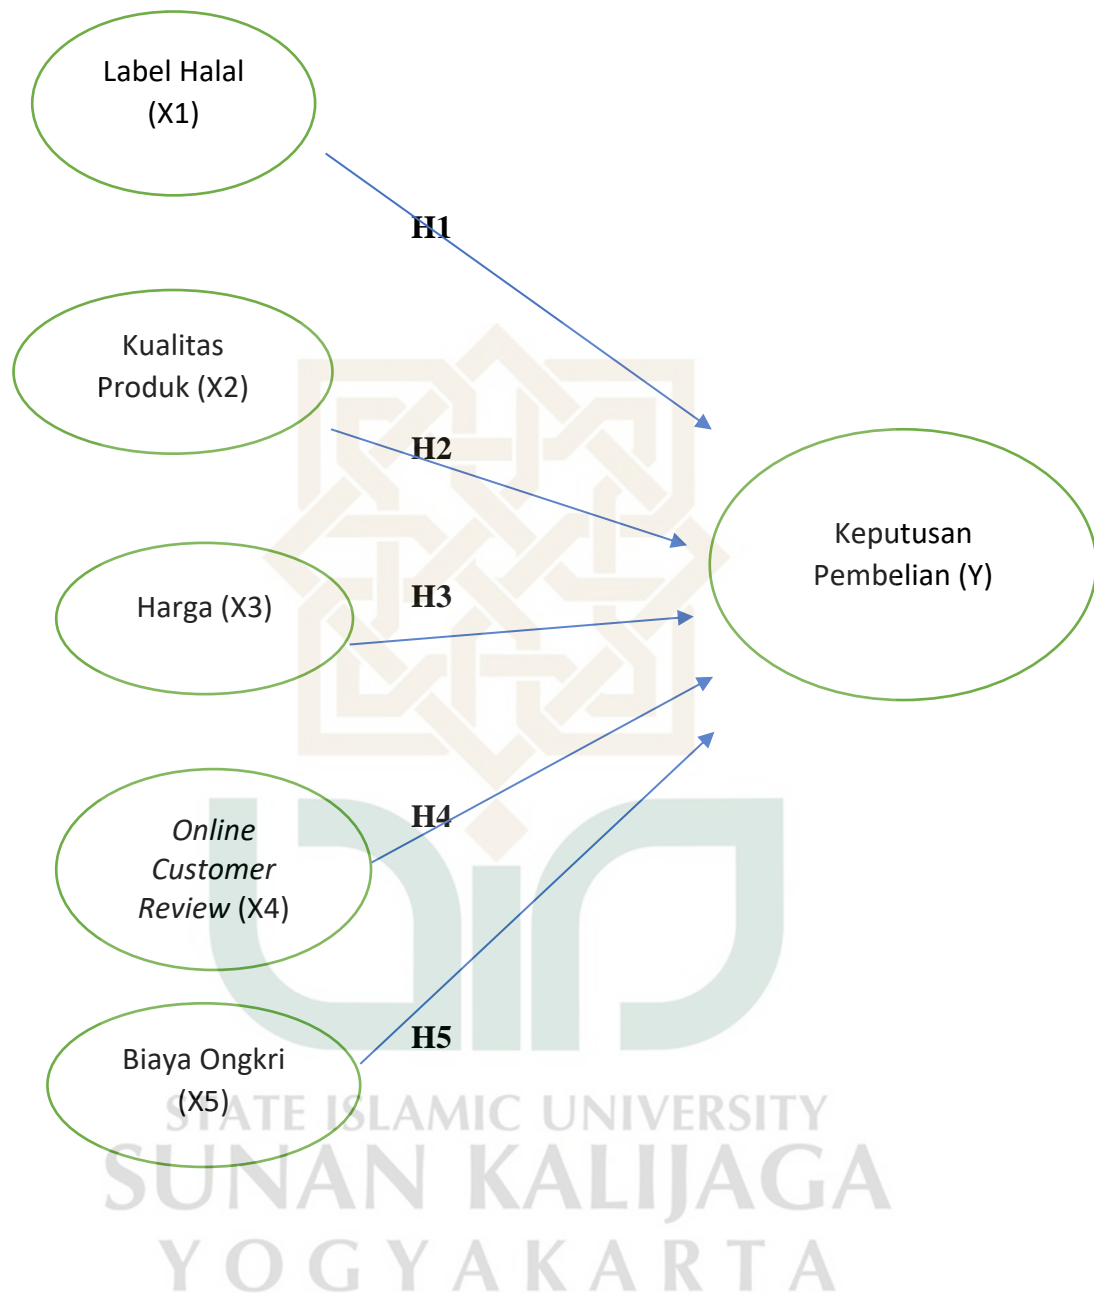 Label Halal
(X1)
H1
Kualitas
Produk (X2)
H2
Keputusan
Pembelian (Y)
Harga (X3)
H3
Online
Customer
Review (X4)
H4
Biaya Ongkri
(X5)
H5
STATE ISLAMIC UNIVERSITY
SUNAN KALIJAGA
YOGYAKARTA